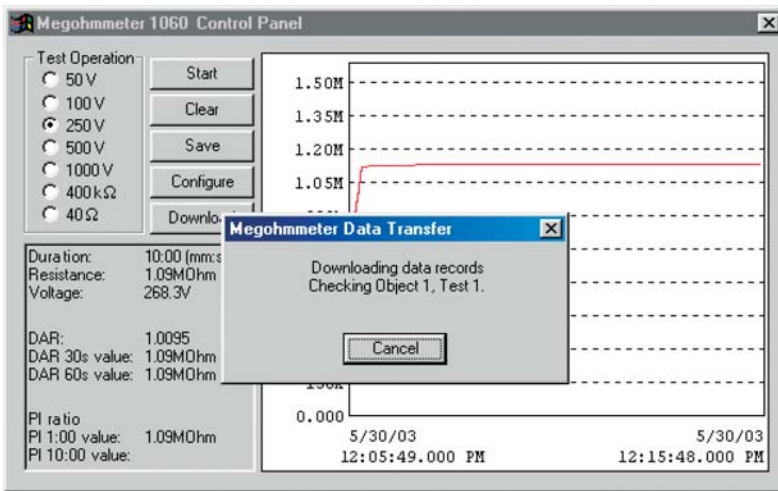 Megohmmeter 1060 Control Panel
Test Operation
50 V
100 V
250 V
500 V
1000 V
400 kΩ
40 Ω
Start
Clear
Save
Configure
Duration: 10:00 (mm:s
Resistance: 1.09MOhm
Voltage: 268.3V
DAR: 1.0095
DAR 30s value: 1.09MOhm
DAR 60s value: 1.09MOhm
PI ratio
PI 1:00 value: 1.09MOhm
PI 10:00 value:
1.50M
1.35M
1.20M
1.05M
0.000
5/30/03 5/30/03
12:05:49.000 PM 12:15:48.000 PM
Megohmmeter Data Transfer
Downloading data records
Checking Object 1, Test 1.
Cancel